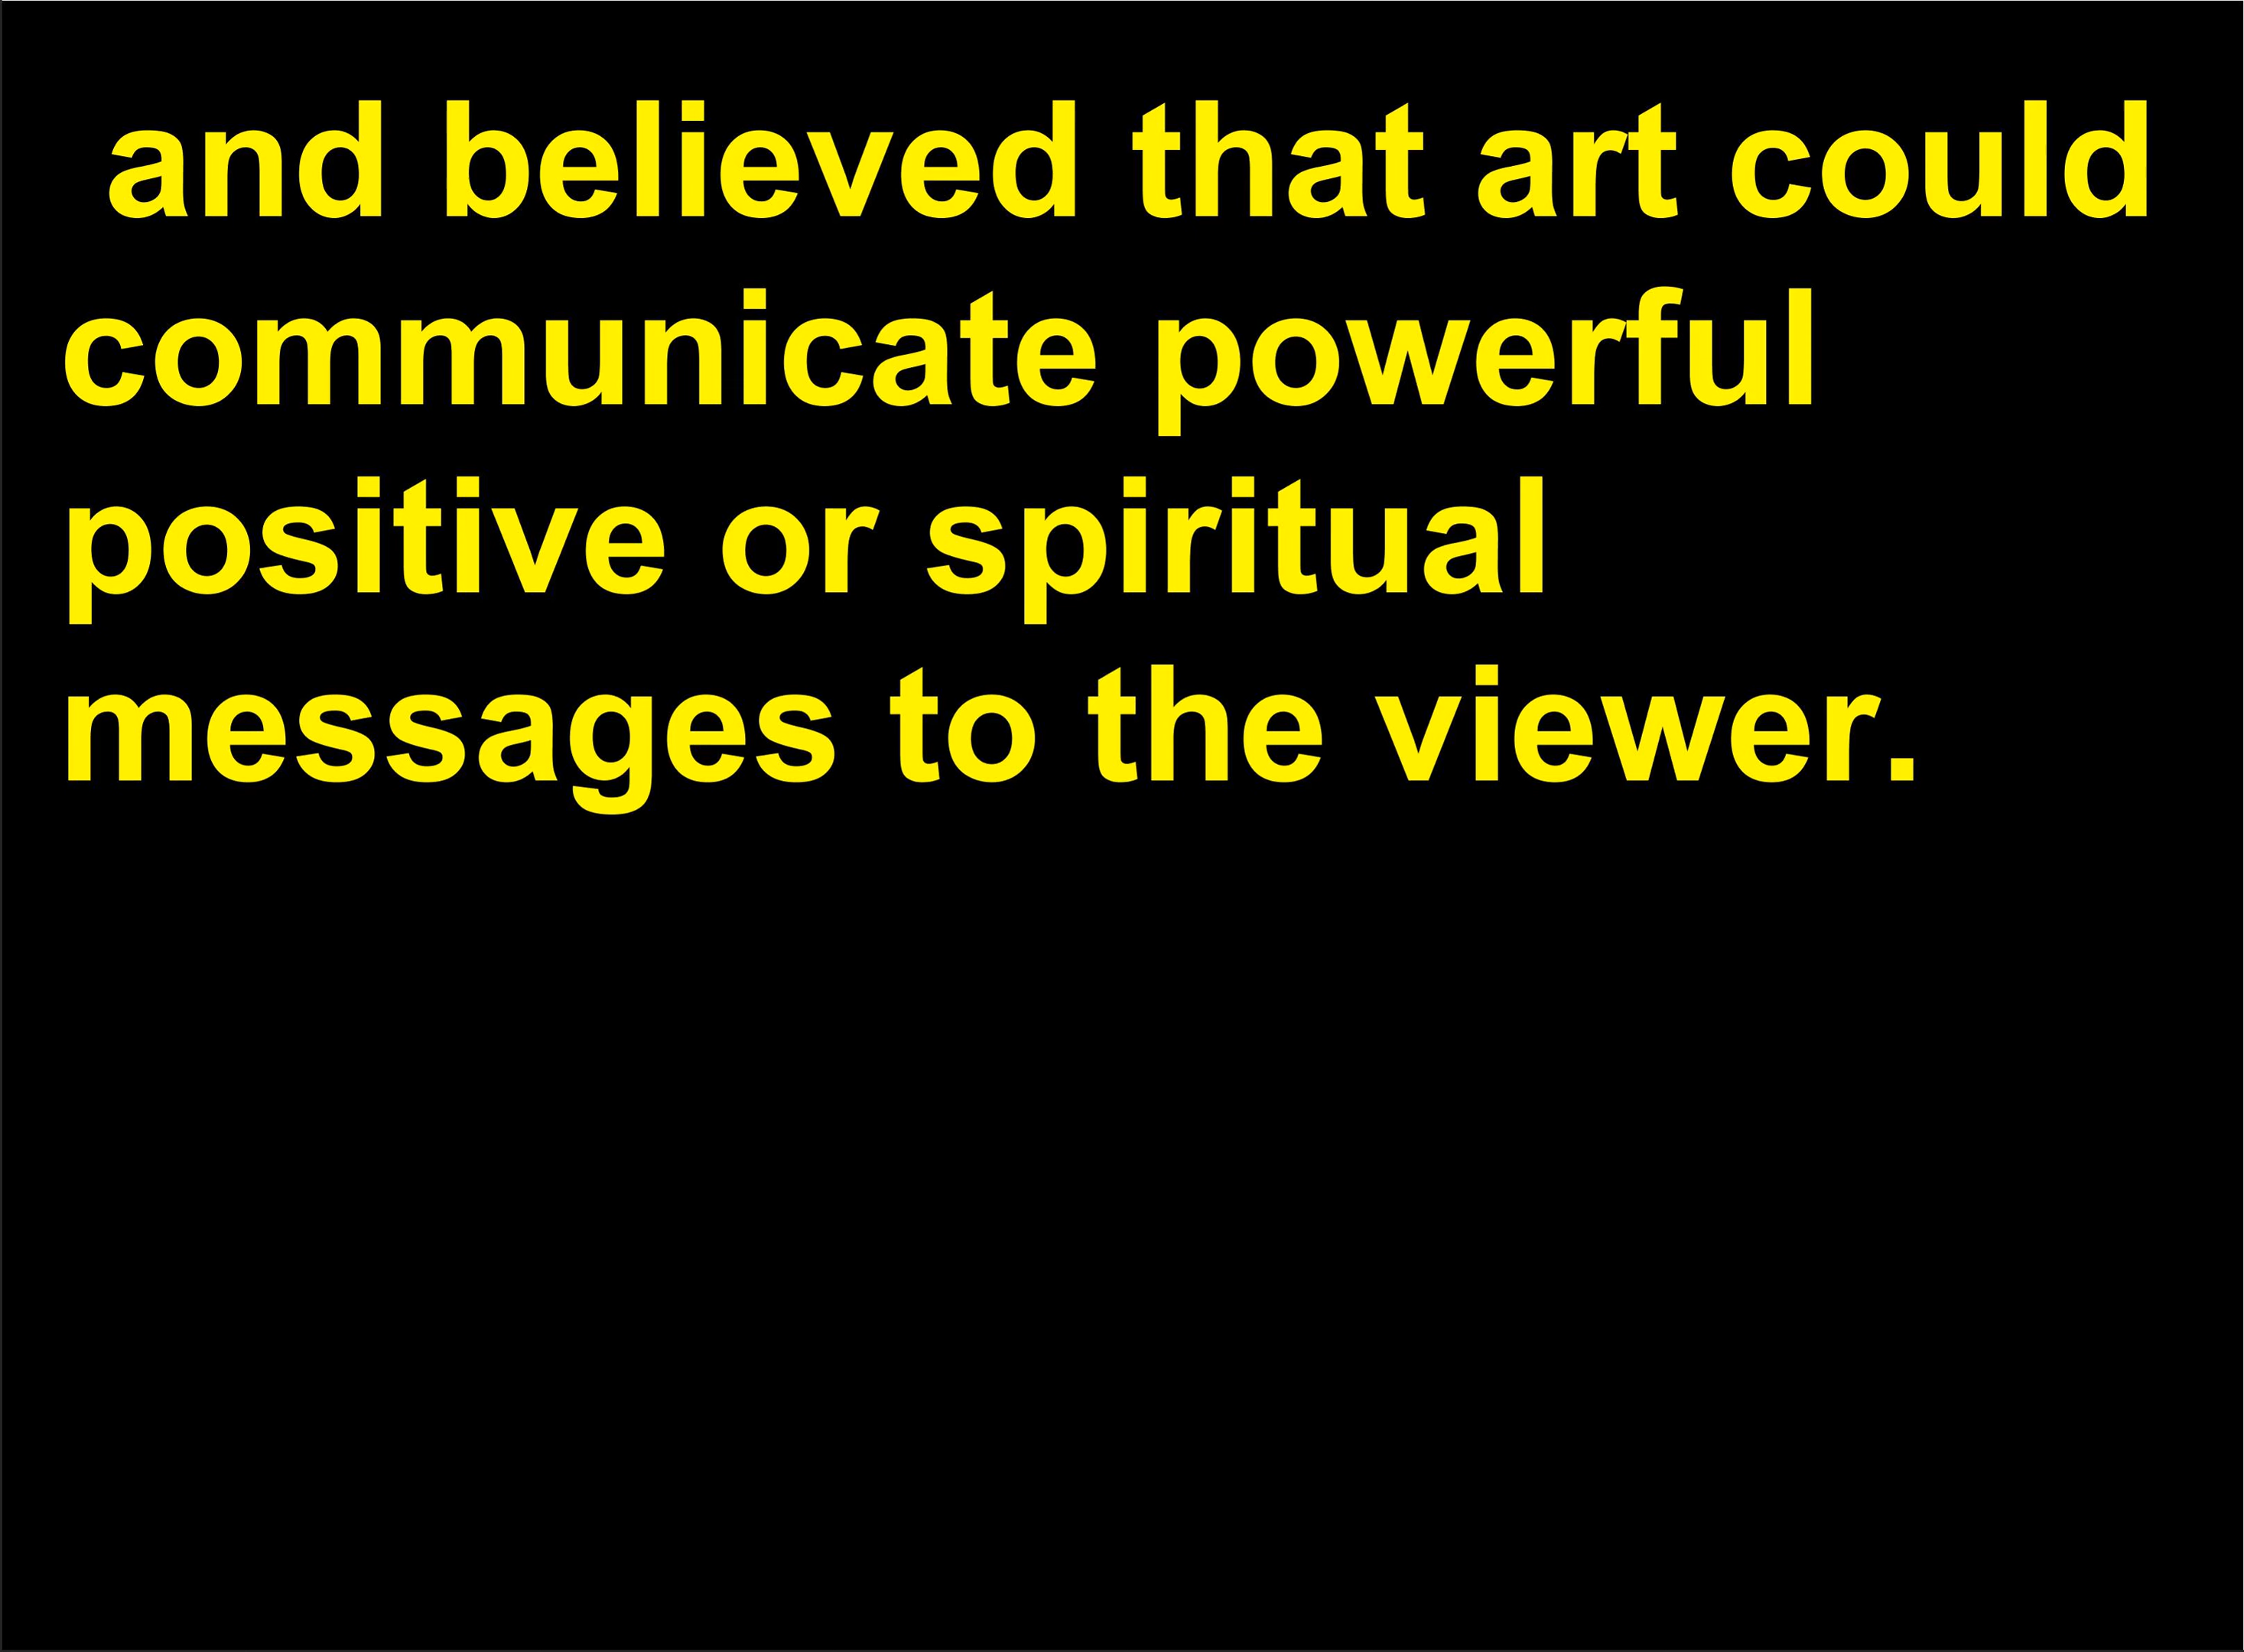 and believed that art could
communicate powerful
positive or spiritual
messages to the viewer.